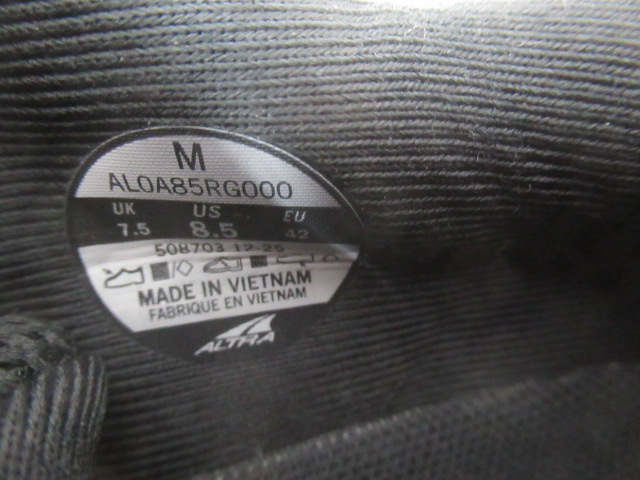 M
AL0A85RG000
UK US EU
7.5 8.5 42
508703 12-25
MADE IN VIETNAM
FABRIQUE EN VIETNAM
ALTRA